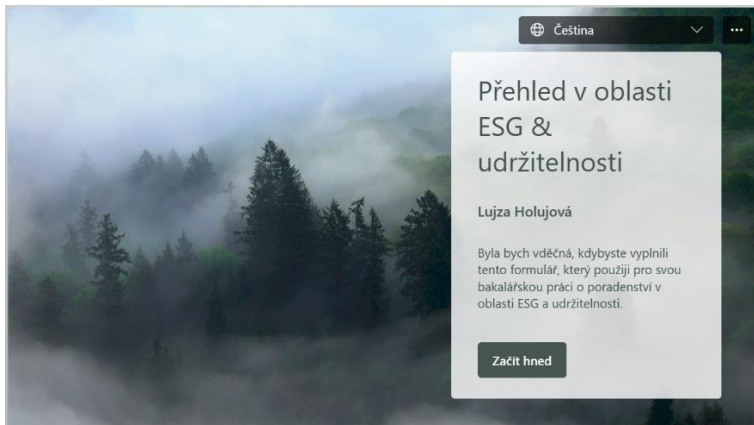 Čeština
Přehled v oblasti
ESG &
udržitelnosti
Lujza Holujová
Byla bych vděčná, kdybyste vyplnili
tento formulář, který použiji pro svou
bakalářskou práci o poradenství v
oblasti ESG a udržitelnosti.
Začít hned